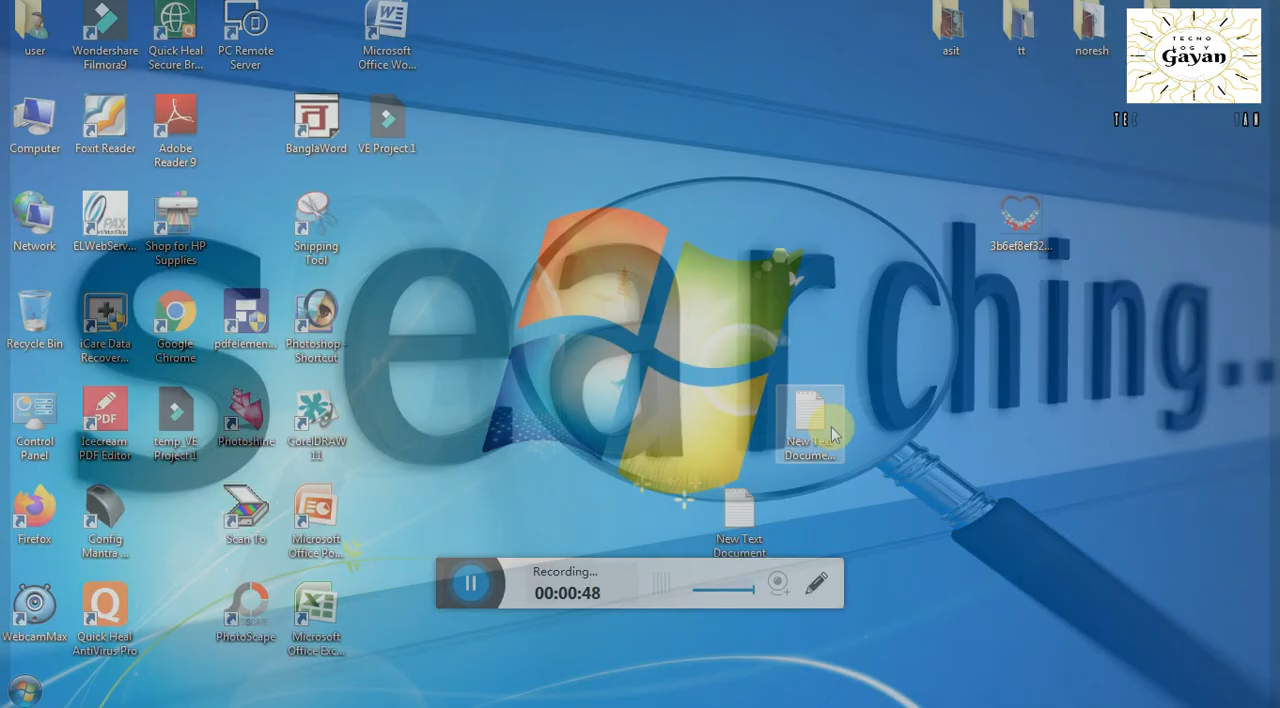 user
Wondershare
Filmora9
Quick Heal
Secure Br...
PC Remote
Server
Microsoft
Office Wo...
asit
tt
noresh
TECHNO
LOGY
Gayan
Computer
Foxit Reader
Adobe
Reader 9
BanglaWord
VE Project 1
Network
ELWebServ...
Shop for HP
Supplies
Snipping
Tool
3b6ef8ef32...
Searching..
Recycle Bin
iCare Data
Recover...
Google
Chrome
pdfelemen...
Photoshop -
Shortcut
Control
Panel
PDF
Icecream
PDF Editor
temp_VE
Project 1
Photoshine
CorelDRAW
11
New Text
Docume...
Firefox
Config
Mantra ...
Scan To
Microsoft
Office Po...
New Text
Document
Recording...
00:00:48
WebcamMax
Quick Heal
AntiVirus Pro
PhotoScape
Microsoft
Office Exc...